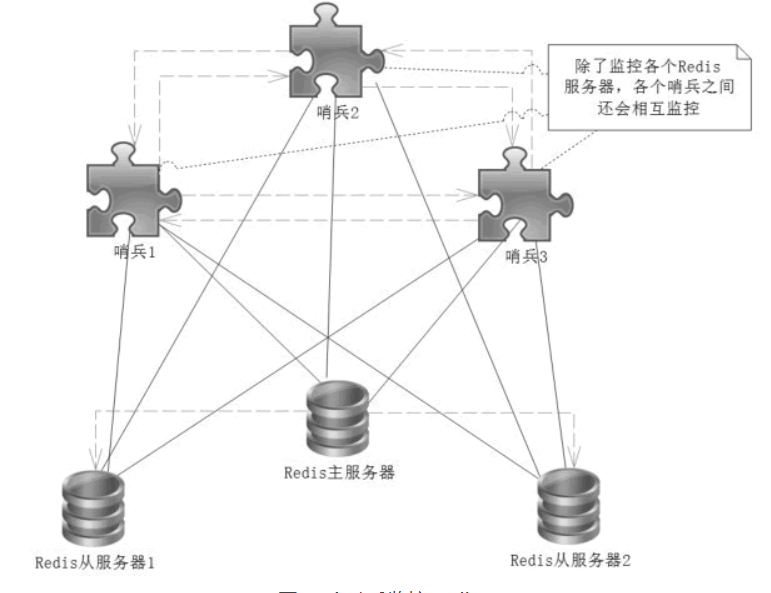 哨兵2
除了监控各个Redis
服务器，各个哨兵之间
还会相互监控
哨兵1
哨兵3
Redis主服务器
Redis从服务器1
Redis从服务器2